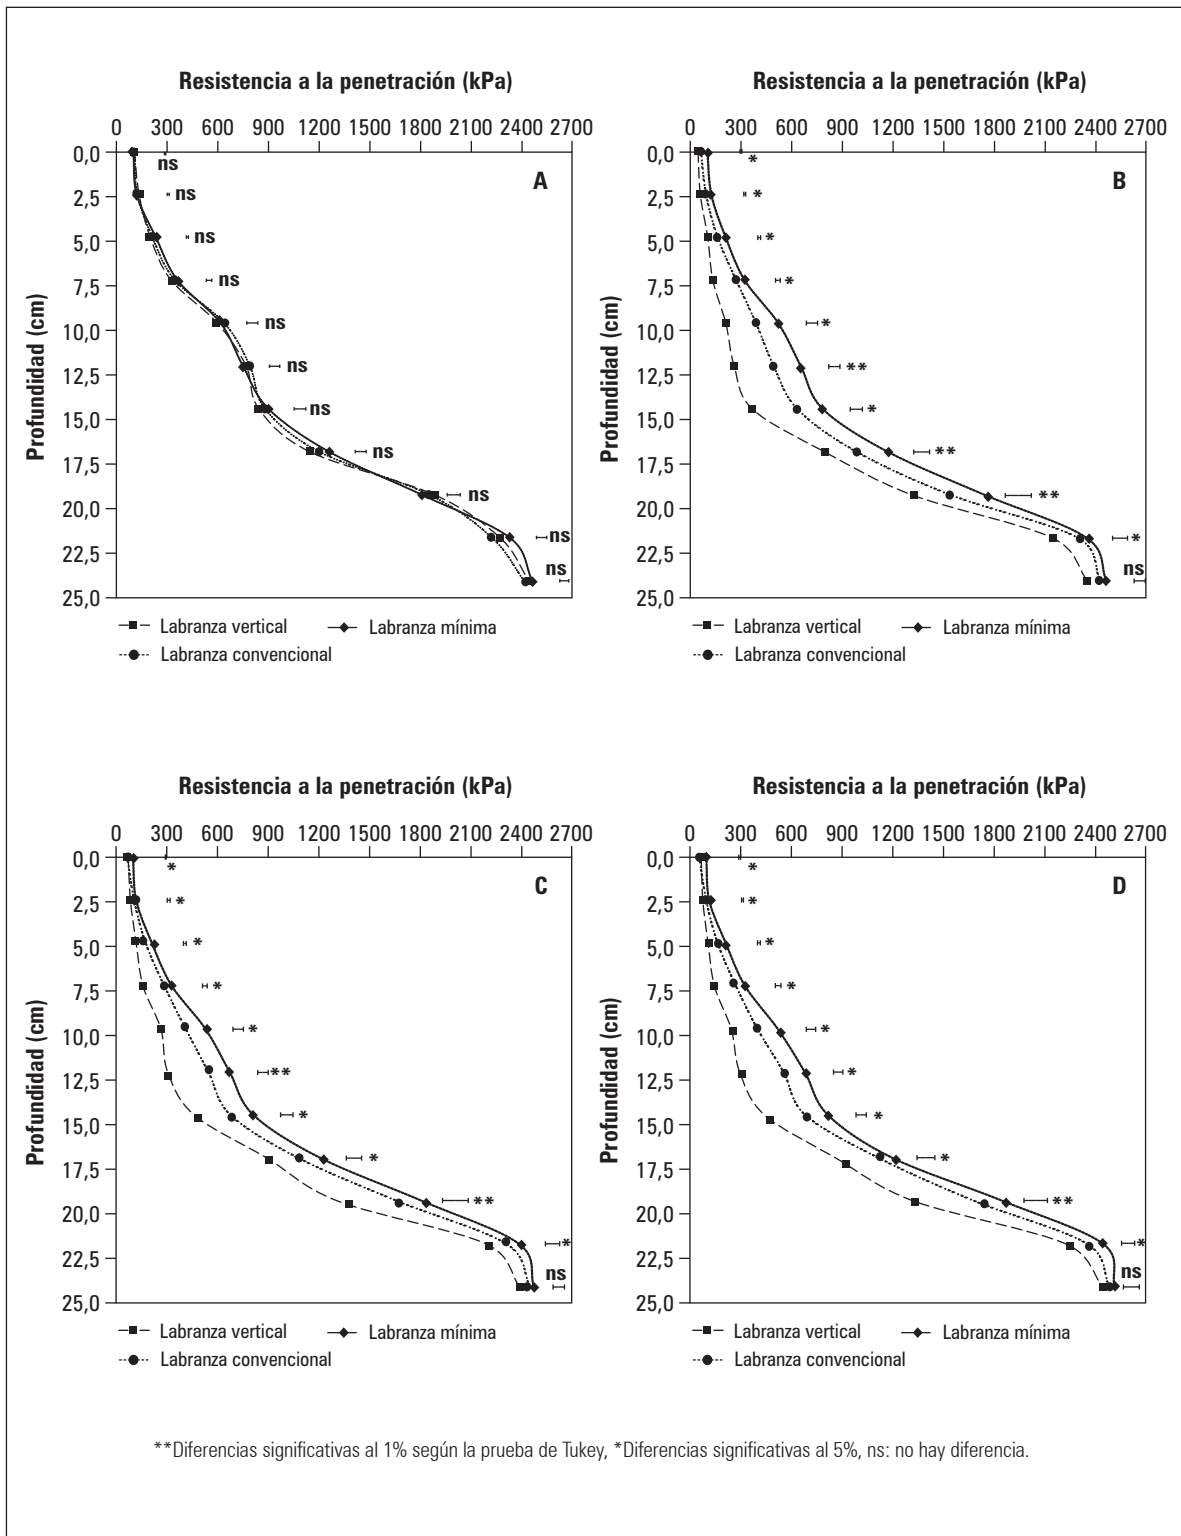 Resistencia a la penetración (kPa)
0 300 600 900 1200 1500 1800 2100 2400 2700
Profundidad (cm)
0,0
2,5
5,0
7,5
10,0
12,5
15,0
17,5
20,0
22,5
25,0
A
ns
ns
ns
ns
ns
ns
ns
ns
ns
ns
ns
Labranza vertical
Labranza mínima
Labranza convencional
Resistencia a la penetración (kPa)
0 300 600 900 1200 1500 1800 2100 2400 2700
Profundidad (cm)
0,0
2,5
5,0
7,5
10,0
12,5
15,0
17,5
20,0
22,5
25,0
B
*
*
*
*
*
**
*
**
**
*
ns
Labranza vertical
Labranza mínima
Labranza convencional
Resistencia a la penetración (kPa)
0 300 600 900 1200 1500 1800 2100 2400 2700
Profundidad (cm)
0,0
2,5
5,0
7,5
10,0
12,5
15,0
17,5
20,0
22,5
25,0
C
*
*
*
*
*
**
*
*
**
*
ns
Labranza vertical
Labranza mínima
Labranza convencional
Resistencia a la penetración (kPa)
0 300 600 900 1200 1500 1800 2100 2400 2700
Profundidad (cm)
0,0
2,5
5,0
7,5
10,0
12,5
15,0
17,5
20,0
22,5
25,0
D
*
*
*
*
*
*
*
*
**
*
ns
Labranza vertical
Labranza mínima
Labranza convencional
**Diferencias significativas al 1% según la prueba de Tukey, *Diferencias significativas al 5%, ns: no hay diferencia.